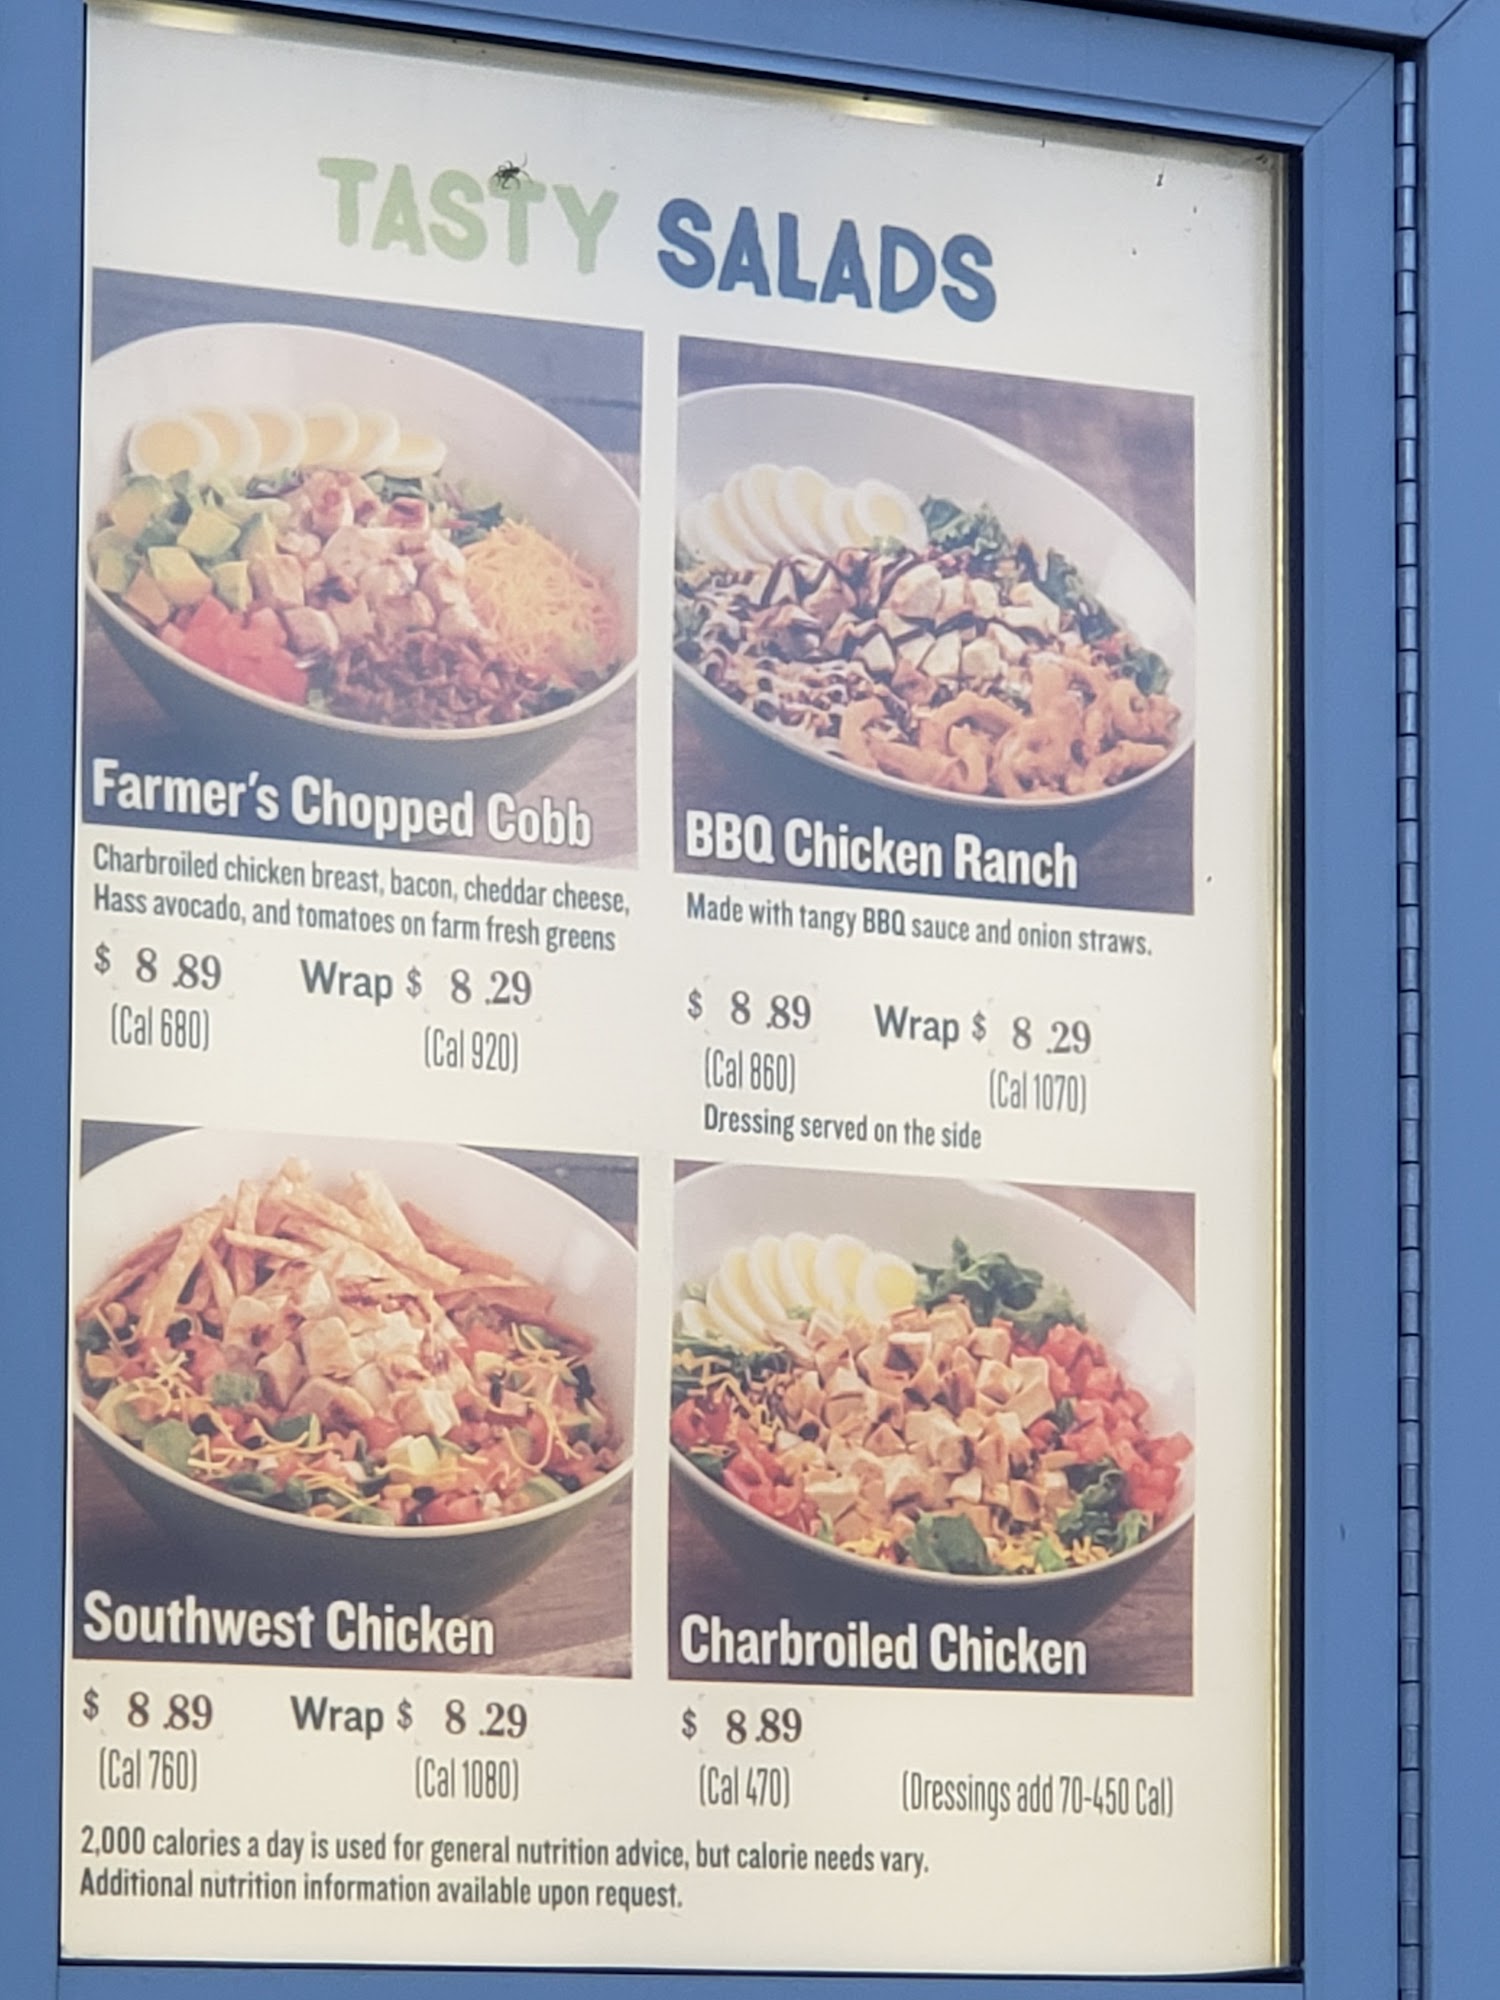 TASTY SALADS
Farmer's Chopped Cobb
Charbroiled chicken breast, bacon, cheddar cheese,
Hass avocado, and tomatoes on farm fresh greens
$ 8.89 Wrap $ 8.29
(Cal 680) (Cal 920)
BBQ Chicken Ranch
Made with tangy BBQ sauce and onion straws.
$ 8.89 Wrap $ 8.29
(Cal 860) (Cal 1070)
Dressing served on the side
Southwest Chicken
$ 8.89 Wrap $ 8.29
(Cal 760) (Cal 1080)
Charbroiled Chicken
$ 8.89
(Cal 470) (Dressings add 70-450 Cal)
2,000 calories a day is used for general nutrition advice, but calorie needs vary.
Additional nutrition information available upon request.